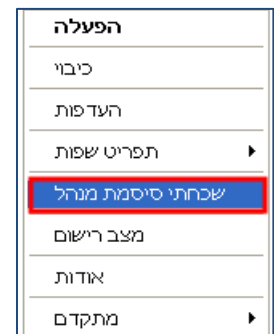 הפעלה
כיבוי
העדפות
תפריט שפות
שכחתי סיסמת מנהל
מצב רישום
אודות
מתקדם